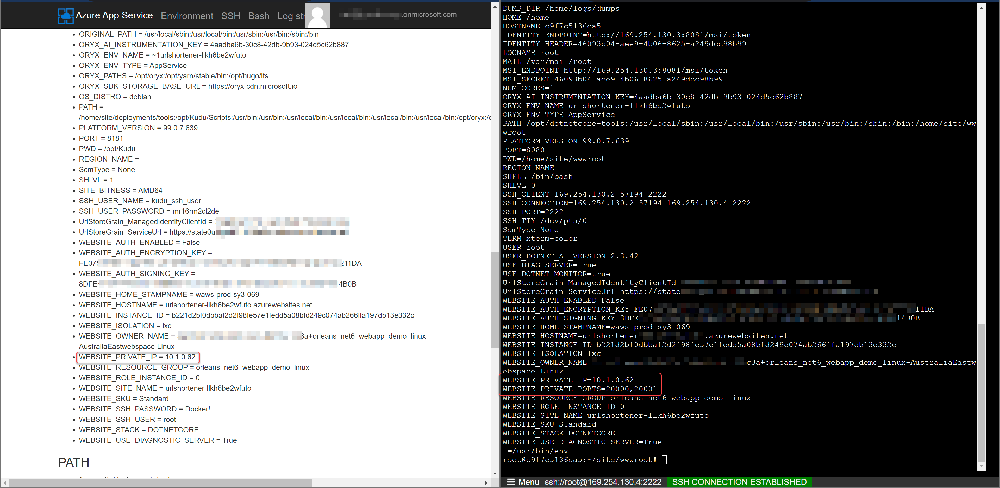 Azure App Service Environment SSH Bash Log str .onmicrosoft.com
ORIGINAL_PATH = /usr/local/sbin:/usr/local/bin:/usr/sbin:/usr/bin:/sbin:/bin
ORYX_AI_INSTRUMENTATION_KEY = 4aadba6b-30c8-42db-9b93-024d5c62b887
ORYX_ENV_NAME = ~1urlshortener-llkh6be2wfuto
ORYX_ENV_TYPE = AppService
ORYX_PATHS = /opt/oryx:/opt/yarn/stable/bin:/opt/hugo/lts
ORYX_SDK_STORAGE_BASE_URL = https://oryx-cdn.microsoft.io
OS_DISTRO = debian
PATH =
/home/site/deployments/tools:/opt/Kudu/Scripts:/usr/bin:/usr/bin:/usr/local/bin:/usr/local/bin:/usr/local/bin:/usr/local/bin:/opt/oryx:/
PLATFORM_VERSION = 99.0.7.639
PORT = 8181
PWD = /opt/Kudu
REGION_NAME =
ScmType = None
SHLVL = 1
SITE_BITNESS = AMD64
SSH_USER_NAME = kudu_ssh_user
SSH_USER_PASSWORD = mr16rm2cl2de
UrlStoreGrain_ManagedIdentityClientId = 7
UrlStoreGrain_ServiceUrl = https://state0u
WEBSITE_AUTH_ENABLED = False
WEBSITE_AUTH_ENCRYPTION_KEY =
FE075 211DA
WEBSITE_AUTH_SIGNING_KEY =
8DFE4 4B0B
WEBSITE_HOME_STAMPNAME = waws-prod-sy3-069
WEBSITE_HOSTNAME = urlshortener-llkh6be2wfuto.azurewebsites.net
WEBSITE_INSTANCE_ID = b221d2bf0dbbaf2d2f98fe57e1fedd5a08bfd249c074ab266ffa197db13e332c
WEBSITE_ISOLATION = lxc
WEBSITE_OWNER_NAME = 3a+orleans_net6_webapp_demo_linux-
AustraliaEastwebspace-Linux
WEBSITE_PRIVATE_IP = 10.1.0.62
WEBSITE_RESOURCE_GROUP = orleans_net6_webapp_demo_linux
WEBSITE_ROLE_INSTANCE_ID = 0
WEBSITE_SITE_NAME = urlshortener-llkh6be2wfuto
WEBSITE_SKU = Standard
WEBSITE_SSH_PASSWORD = Docker!
WEBSITE_SSH_USER = root
WEBSITE_STACK = DOTNETCORE
WEBSITE_USE_DIAGNOSTIC_SERVER = True
PATH
DUMP_DIR=/home/logs/dumps
HOME=/home
HOSTNAME=c9f7c5136ca5
IDENTITY_ENDPOINT=http://169.254.130.3:8081/msi/token
IDENTITY_HEADER=46093b04-aee9-4b06-8625-a249dcc98b99
LOGNAME=root
MAIL=/var/mail/root
MSI_ENDPOINT=http://169.254.130.3:8081/msi/token
MSI_SECRET=46093b04-aee9-4b06-8625-a249dcc98b99
NUM_CORES=1
ORYX_AI_INSTRUMENTATION_KEY=4aadba6b-30c8-42db-9b93-024d5c62b887
ORYX_ENV_NAME=urlshortener-llkh6be2wfuto
ORYX_ENV_TYPE=AppService
PATH=/opt/dotnetcore-tools:/usr/local/sbin:/usr/local/bin:/usr/sbin:/usr/bin:/sbin:/bin:/home/site/ww
wroot
PLATFORM_VERSION=99.0.7.639
PORT=8080
PWD=/home/site/wwwroot
REGION_NAME=
SHELL=/bin/bash
SHLVL=0
SSH_CLIENT=169.254.130.2 57194 2222
SSH_CONNECTION=169.254.130.2 57194 169.254.130.4 2222
SSH_PORT=2222
SSH_TTY=/dev/pts/0
ScmType=None
TERM=xterm-color
USER=root
USER_DOTNET_AI_VERSION=2.8.42
USE_DIAG_SERVER=true
USE_DOTNET_MONITOR=true
UrlStoreGrain_ManagedIdentityClientId=
UrlStoreGrain_ServiceUrl=https://state
WEBSITE_AUTH_ENABLED=False
WEBSITE_AUTH_ENCRYPTION_KEY=FE07 11DA
WEBSITE_AUTH_SIGNING_KEY=8DFE 14B0B
WEBSITE_HOME_STAMPNAME=waws-prod-sy3-069
WEBSITE_HOSTNAME=urlshortener .azurewebsites.net
WEBSITE_INSTANCE_ID=b221d2bf0dbbaf2d2f98fe57e1fedd5a08bfd249c074ab266ffa197db13e332c
WEBSITE_ISOLATION=lxc
WEBSITE_OWNER_NAME= c3a+orleans_net6_webapp_demo_linux-AustraliaEastw
ebspace-Linux
WEBSITE_PRIVATE_IP=10.1.0.62
WEBSITE_PRIVATE_PORTS=20000,20001
WEBSITE_RESOURCE_GROUP=orleans_net6_webapp_demo_linux
WEBSITE_ROLE_INSTANCE_ID=0
WEBSITE_SITE_NAME=urlshortener-llkh6be2wfuto
WEBSITE_SKU=Standard
WEBSITE_STACK=DOTNETCORE
WEBSITE_USE_DIAGNOSTIC_SERVER=True
_=/usr/bin/env
root@c9f7c5136ca5:~/site/wwwroot#
Menu ssh://root@169.254.130.4:2222 SSH CONNECTION ESTABLISHED